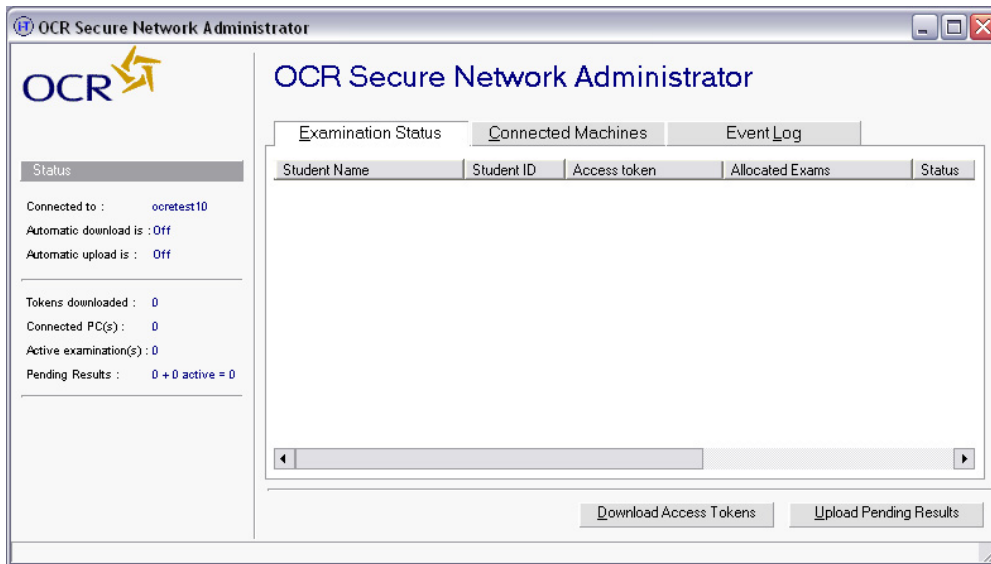 OCR Secure Network Administrator
OCR
OCR Secure Network Administrator
Examination Status Connected Machines Event Log
Status
Student Name Student ID Access token Allocated Exams Status
Connected to : ocretest10
Automatic download is : Off
Automatic upload is : Off
Tokens downloaded : 0
Connected PC(s) : 0
Active examination(s) : 0
Pending Results : 0 + 0 active = 0
Download Access Tokens Upload Pending Results